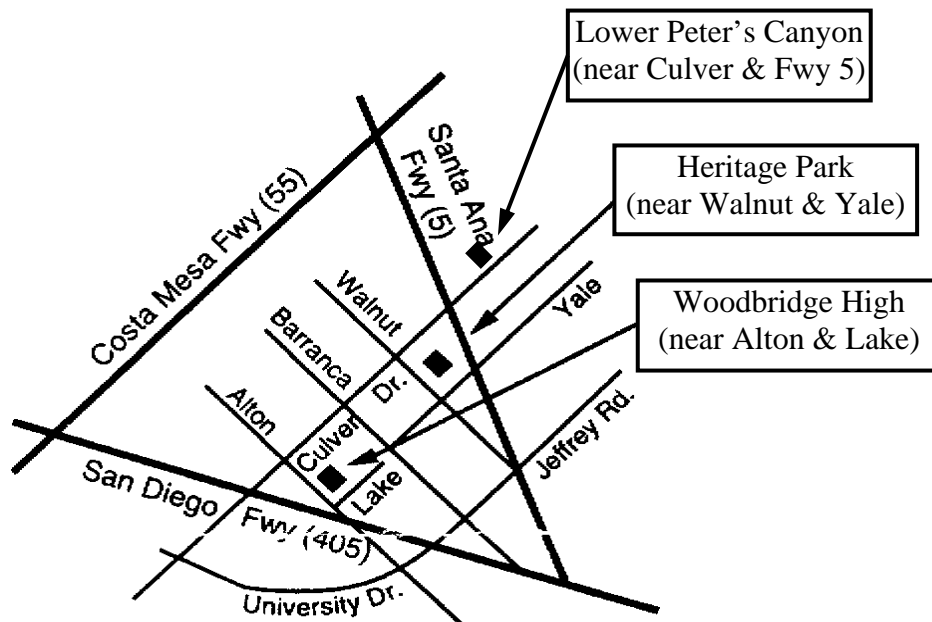 Lower Peter’s Canyon
(near Culver & Fwy 5)
Heritage Park
(near Walnut & Yale)
Woodbridge High
(near Alton & Lake)
Costa Mesa Fwy (55)
Santa Ana
Fwy (5)
Walnut
Yale
Barranca
Alton
Culver Dr.
Lake
Jeffrey Rd.
San Diego Fwy (405)
University Dr.